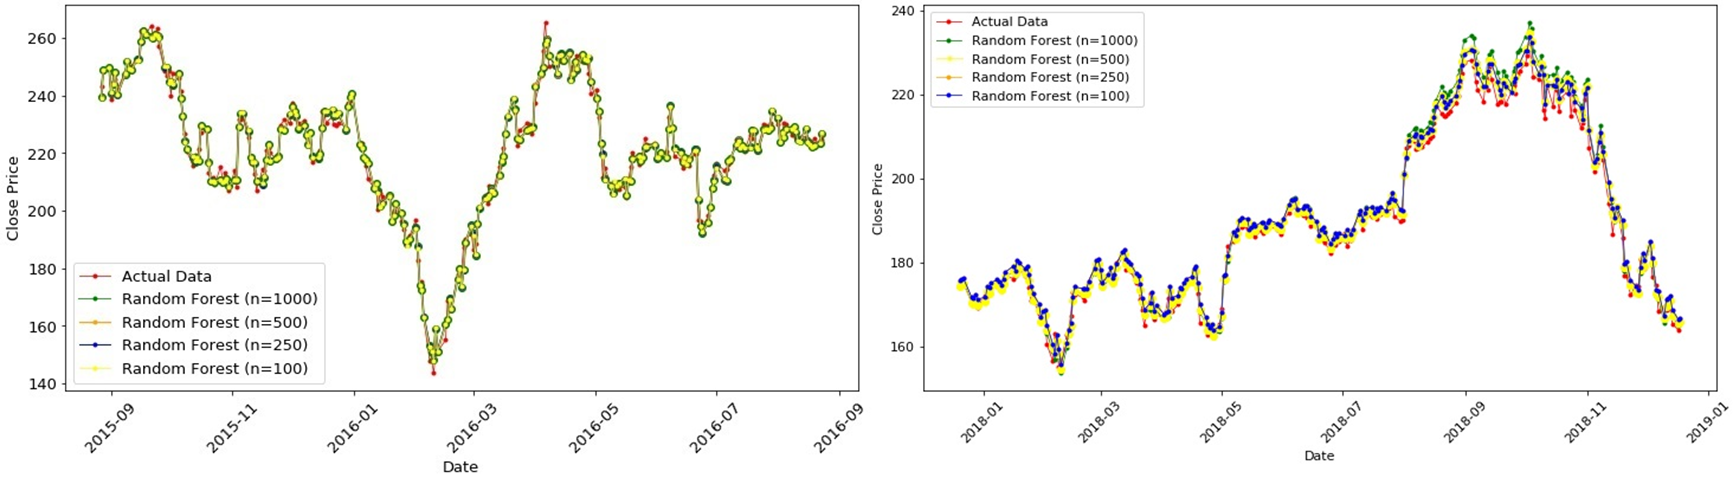 260
240
220
200
180
160
140
Close Price
Actual Data
Random Forest (n=1000)
Random Forest (n=500)
Random Forest (n=250)
Random Forest (n=100)
2015-09
2015-11
2016-01
2016-03
2016-05
2016-07
2016-09
Date
240
220
200
180
160
Close Price
Actual Data
Random Forest (n=1000)
Random Forest (n=500)
Random Forest (n=250)
Random Forest (n=100)
2018-01
2018-03
2018-05
2018-07
2018-09
2018-11
2019-01
Date